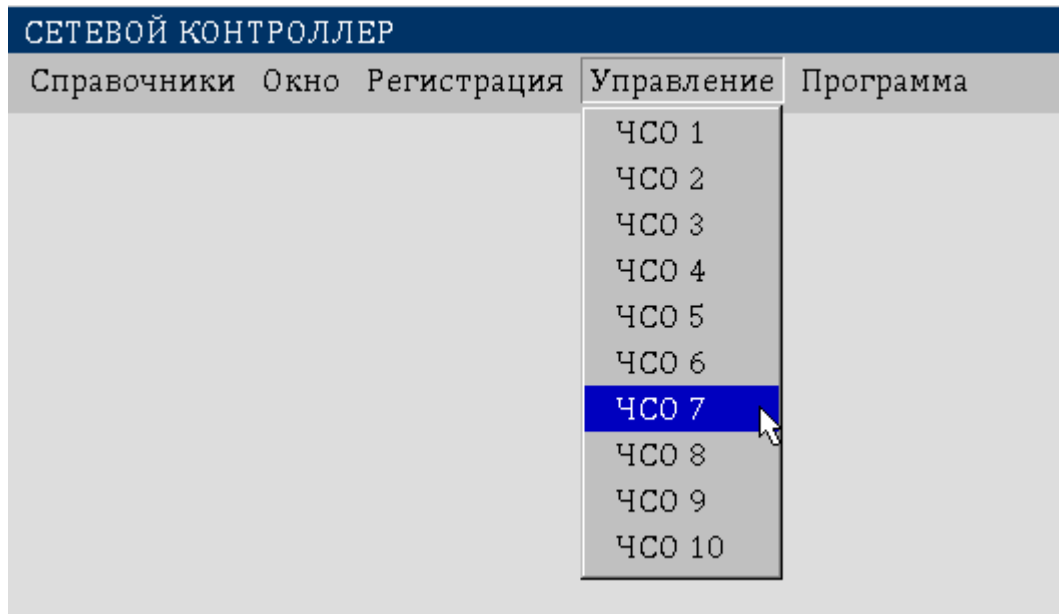 СЕТЕВОЙ КОНТРОЛЛЕР
Справочники Окно Регистрация Управление Программа
ЧСО 1
ЧСО 2
ЧСО 3
ЧСО 4
ЧСО 5
ЧСО 6
ЧСО 7
ЧСО 8
ЧСО 9
ЧСО 10